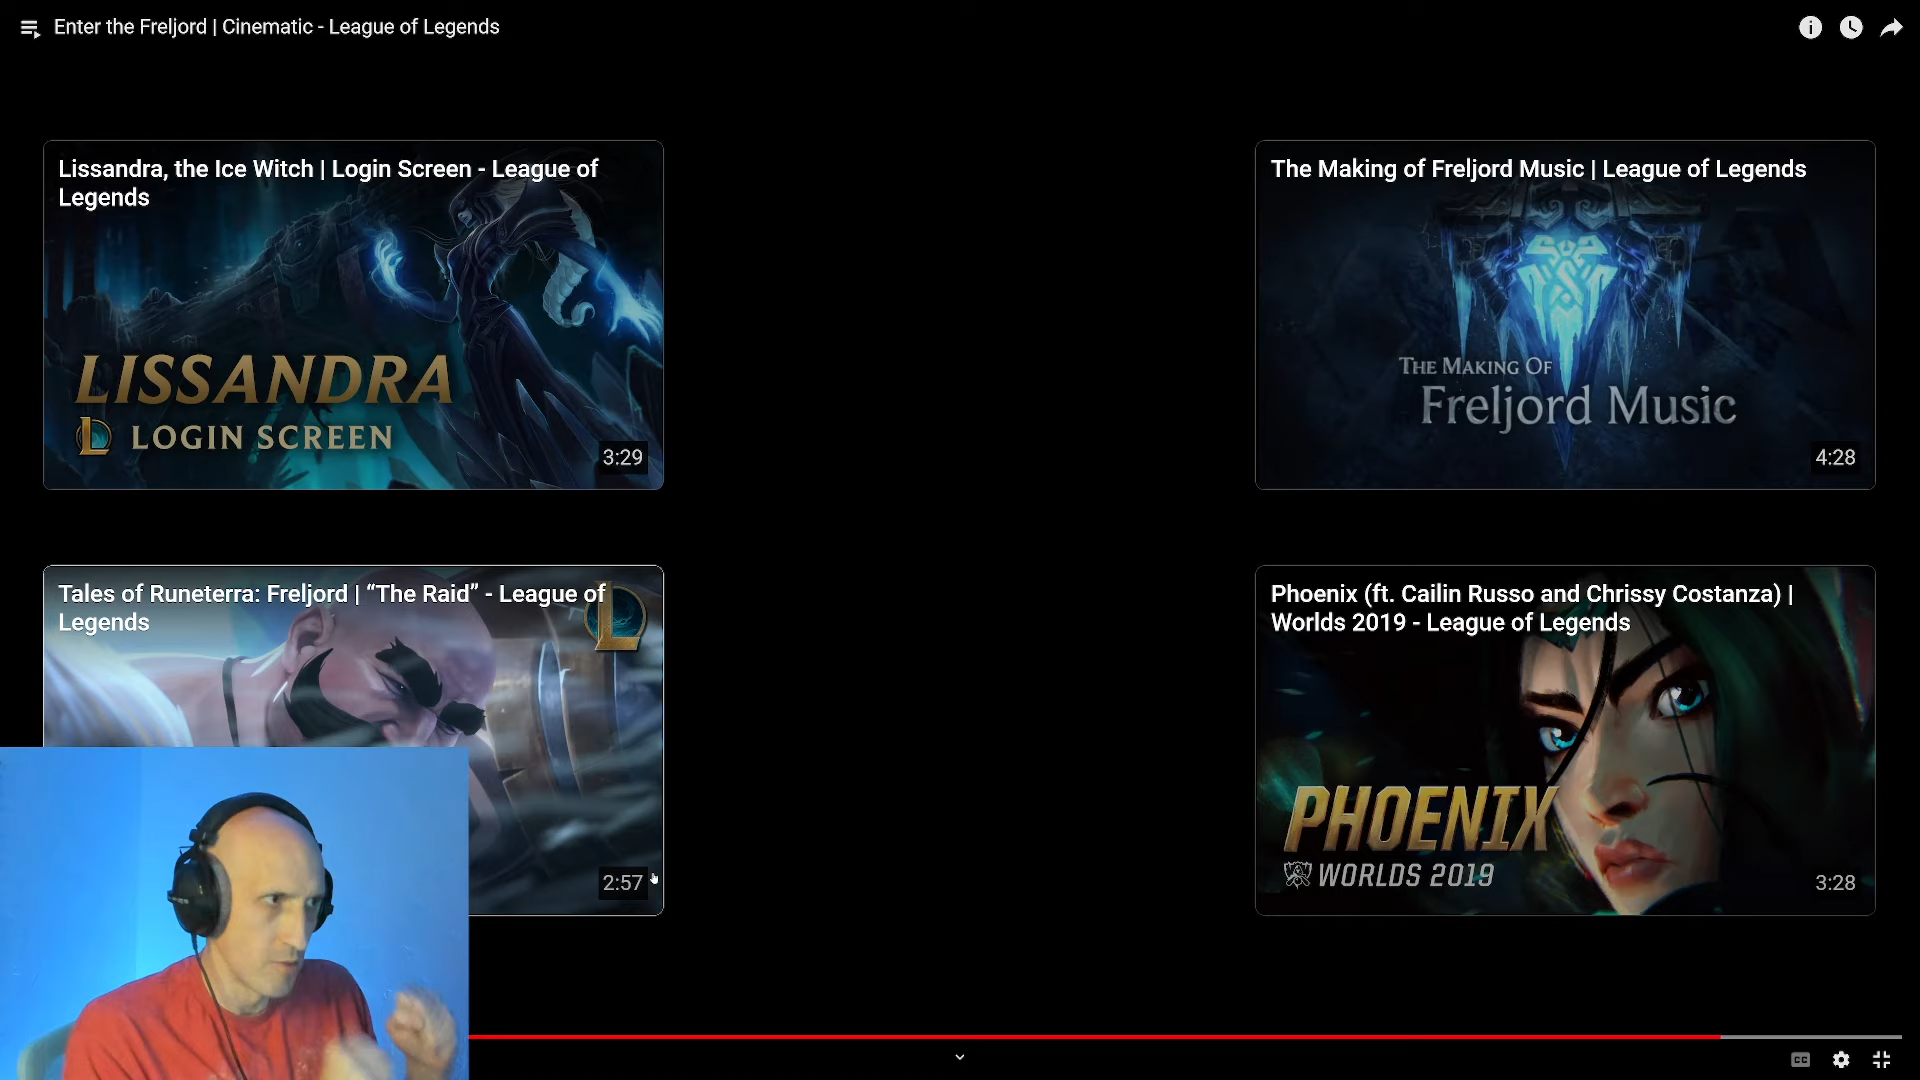 Enter the Freljord | Cinematic - League of Legends
Lissandra, the Ice Witch | Login Screen - League of
Legends
LISSANDRA
LOGIN SCREEN
3:29
The Making of Freljord Music | League of Legends
THE MAKING OF
Freljord Music
4:28
Tales of Runeterra: Freljord | “The Raid” - League of
Legends
2:57
Phoenix (ft. Cailin Russo and Chrissy Costanza) |
Worlds 2019 - League of Legends
PHOENIX
WORLDS 2019
3:28
CC